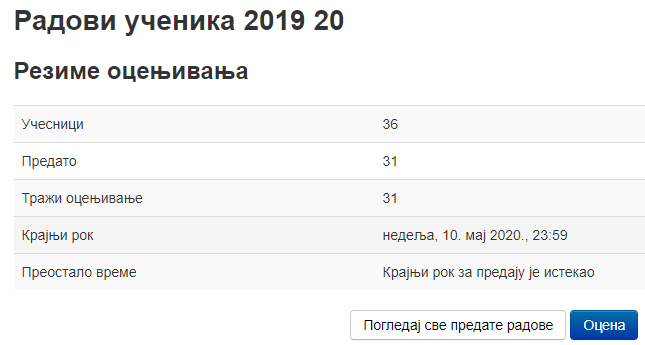 Радови ученика 2019 20
Резиме оцењивања
Учесници 36
Предато 31
Тражи оцењивање 31
Крајњи рок недеља, 10. мај 2020., 23:59
Преостало време Крајњи рок за предају је истекао
Погледај све предате радове Оцена